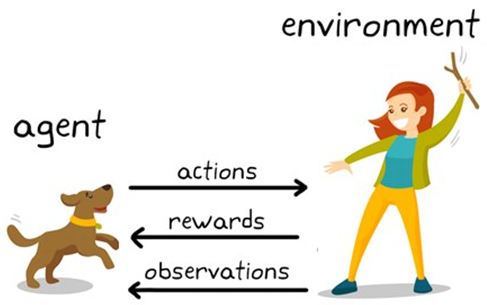 environment
agent
actions
rewards
observations